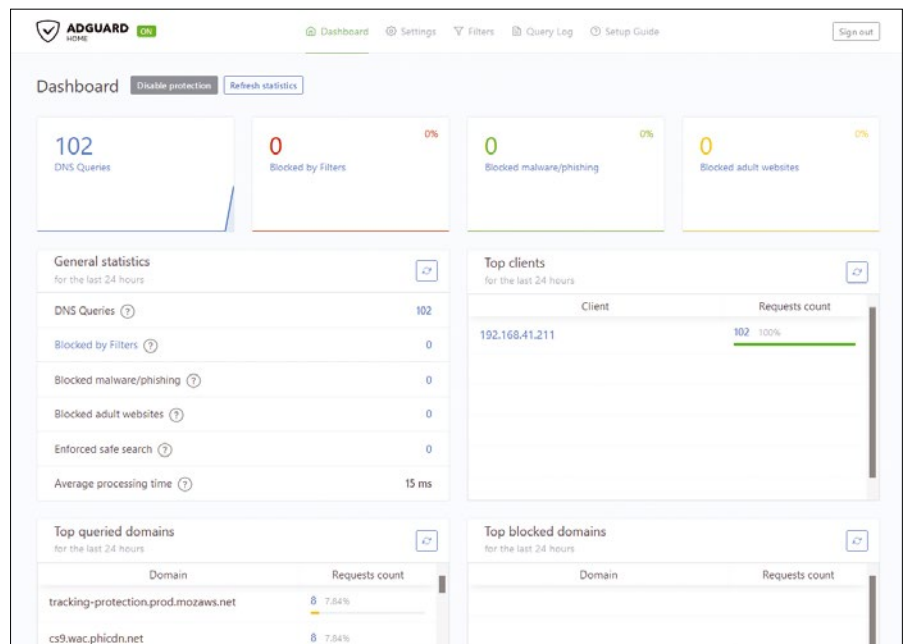 ADGUARD ON
HOME
Dashboard Settings Filters Query Log Setup Guide
Sign out
Dashboard Disable protection Refresh statistics
102
DNS Queries
0 0%
Blocked by Filters
0 0%
Blocked malware/phishing
0 0%
Blocked adult websites
General statistics
for the last 24 hours
DNS Queries ? 102
Blocked by Filters ? 0
Blocked malware/phishing ? 0
Blocked adult websites ? 0
Enforced safe search ? 0
Average processing time ? 15 ms
Top clients
for the last 24 hours
Client Requests count
192.168.41.211 102 100%
Top queried domains
for the last 24 hours
Domain Requests count
tracking-protection.prod.mozaws.net 8 7.84%
cs9.wac.phicdn.net 8 7.84%
Top blocked domains
for the last 24 hours
Domain Requests count